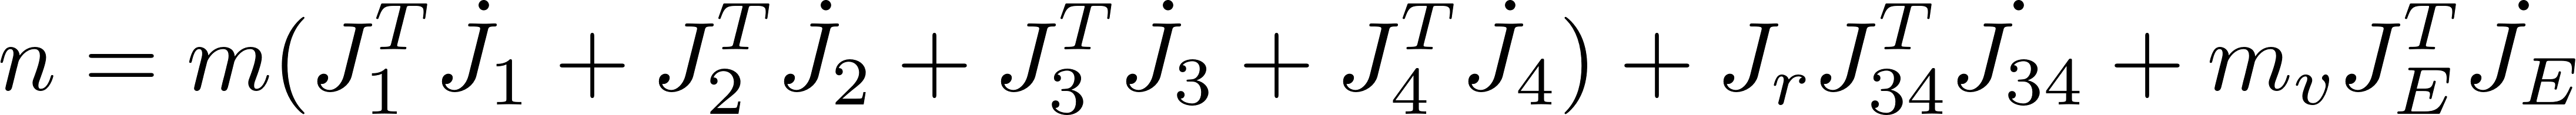 $n = m(J_1^T \dot{J}_1 + J_2^T \dot{J}_2 + J_3^T \dot{J}_3 + J_4^T \dot{J}_4) + J_r J_{34}^T \dot{J}_{34} + m_v J_E^T \dot{J}_E$